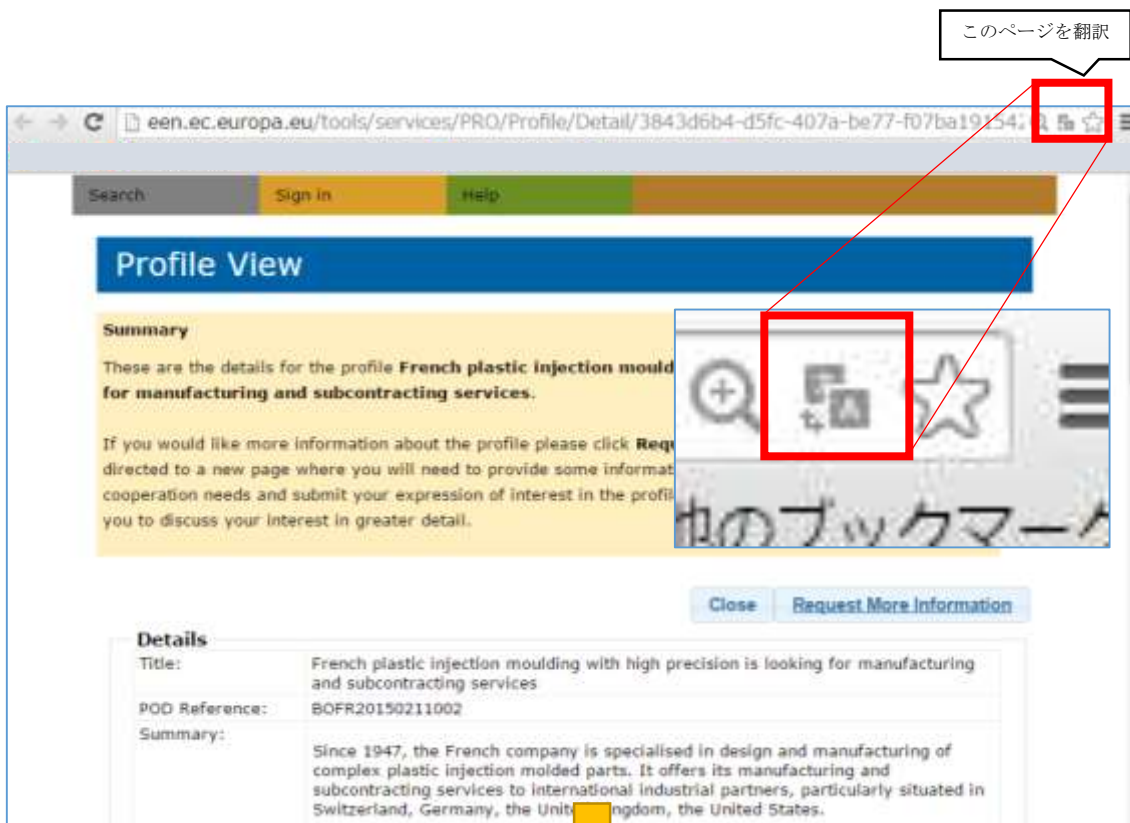 このページを翻訳
een.ec.europa.eu/tools/services/PRO/Profile/Detail/3843d6b4-d5fc-407a-be77-f07ba191542
Search Sign in Help
Profile View
Summary
These are the details for the profile French plastic injection mould
for manufacturing and subcontracting services.
If you would like more information about the profile please click Requ
directed to a new page where you will need to provide some informat
cooperation needs and submit your expression of interest in the profil
you to discuss your interest in greater detail.
他のブックマーク
Close Request More Information
Details
Title: French plastic injection moulding with high precision is looking for manufacturing
and subcontracting services
POD Reference: BOFR20150211002
Summary:
Since 1947, the French company is specialised in design and manufacturing of
complex plastic injection molded parts. It offers its manufacturing and
subcontracting services to international industrial partners, particularly situated in
Switzerland, Germany, the Unit ngdom, the United States.